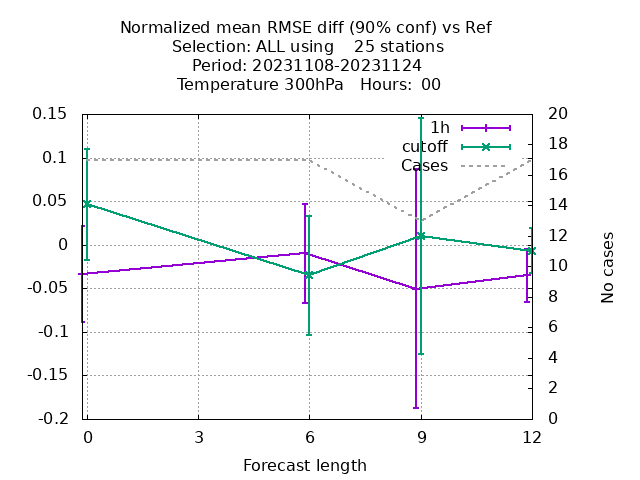 Normalized mean RMSE diff (90% conf) vs Ref
Selection: ALL using    25 stations
Period: 20231108-20231124
Temperature 300hPa   Hours:  00
0.15
0.1
0.05
0
-0.05
-0.1
-0.15
-0.2
20
18
16
14
12
10
8
6
4
2
0
1h
cutoff
Cases
No cases
0 3 6 9 12
Forecast length